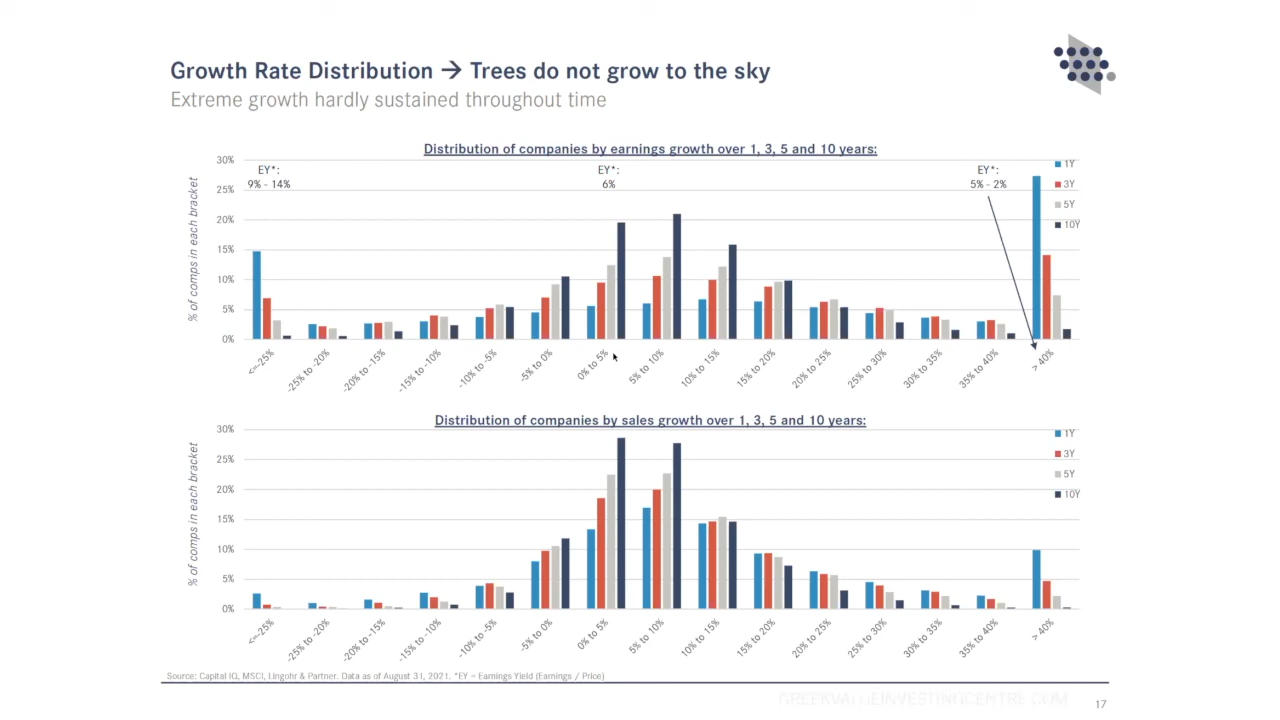 Growth Rate Distribution → Trees do not grow to the sky
Extreme growth hardly sustained throughout time
Distribution of companies by earnings growth over 1, 3, 5 and 10 years:
% of comps in each bracket
30%
25%
20%
15%
10%
5%
0%
EY*:
9% - 14%
EY*:
6%
EY*:
5% - 2%
1Y
3Y
5Y
10Y
<=-25%
-25% to -20%
-20% to -15%
-15% to -10%
-10% to -5%
-5% to 0%
0% to 5%
5% to 10%
10% to 15%
15% to 20%
20% to 25%
25% to 30%
30% to 35%
35% to 40%
> 40%
Distribution of companies by sales growth over 1, 3, 5 and 10 years:
% of comps in each bracket
30%
25%
20%
15%
10%
5%
0%
1Y
3Y
5Y
10Y
<=-25%
-25% to -20%
-20% to -15%
-15% to -10%
-10% to -5%
-5% to 0%
0% to 5%
5% to 10%
10% to 15%
15% to 20%
20% to 25%
25% to 30%
30% to 35%
35% to 40%
> 40%
Source: Capital IQ, MSCI, Lingohr & Partner. Data as of August 31, 2021. *EY = Earnings Yield (Earnings / Price)
GREEKVALUEINVESTINGCENTRE.COM
17